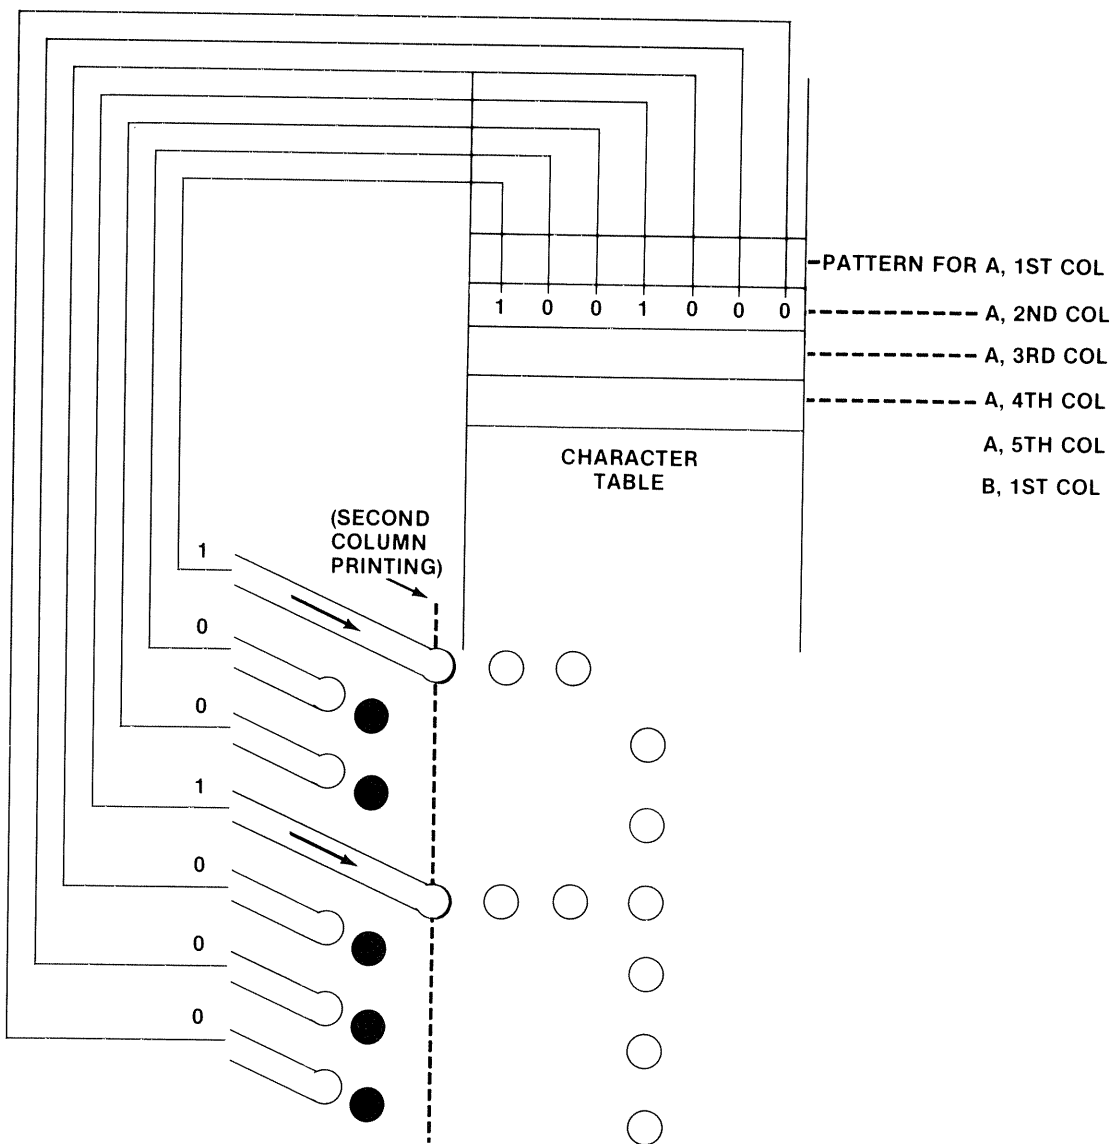 PATTERN FOR A, 1ST COL
1 0 0 1 0 0 0
A, 2ND COL
A, 3RD COL
A, 4TH COL
A, 5TH COL
B, 1ST COL
CHARACTER
TABLE
(SECOND
COLUMN
PRINTING)
1
0
0
1
0
0
0